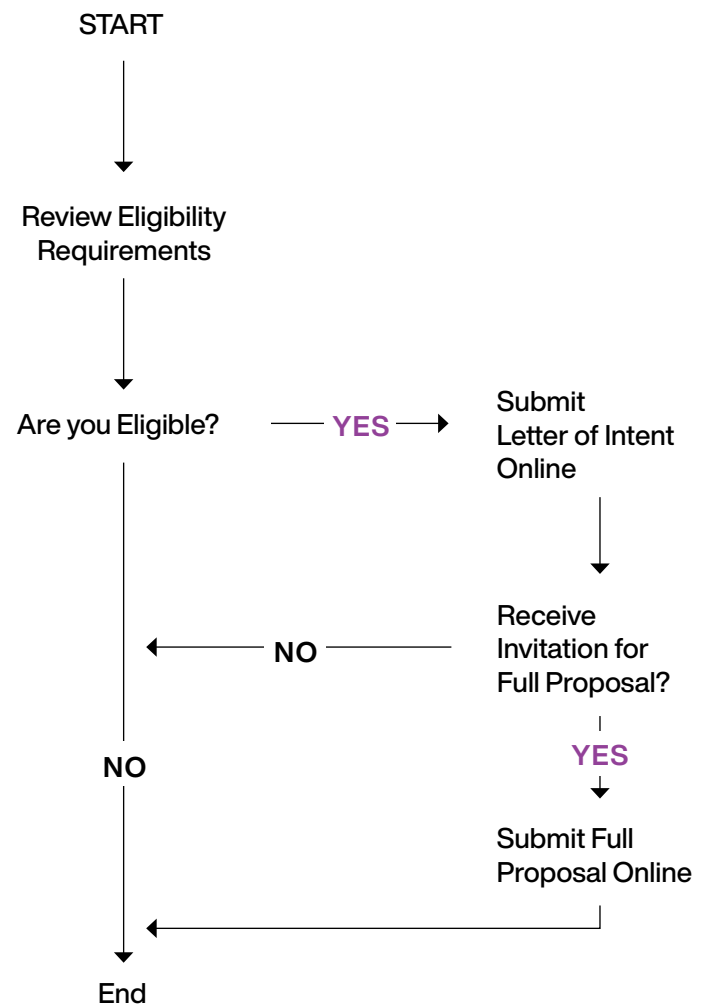 START
Review Eligibility
Requirements
Are you Eligible?
YES
Submit
Letter of Intent
Online
Receive
Invitation for
Full Proposal?
NO
YES
NO
Submit Full
Proposal Online
End